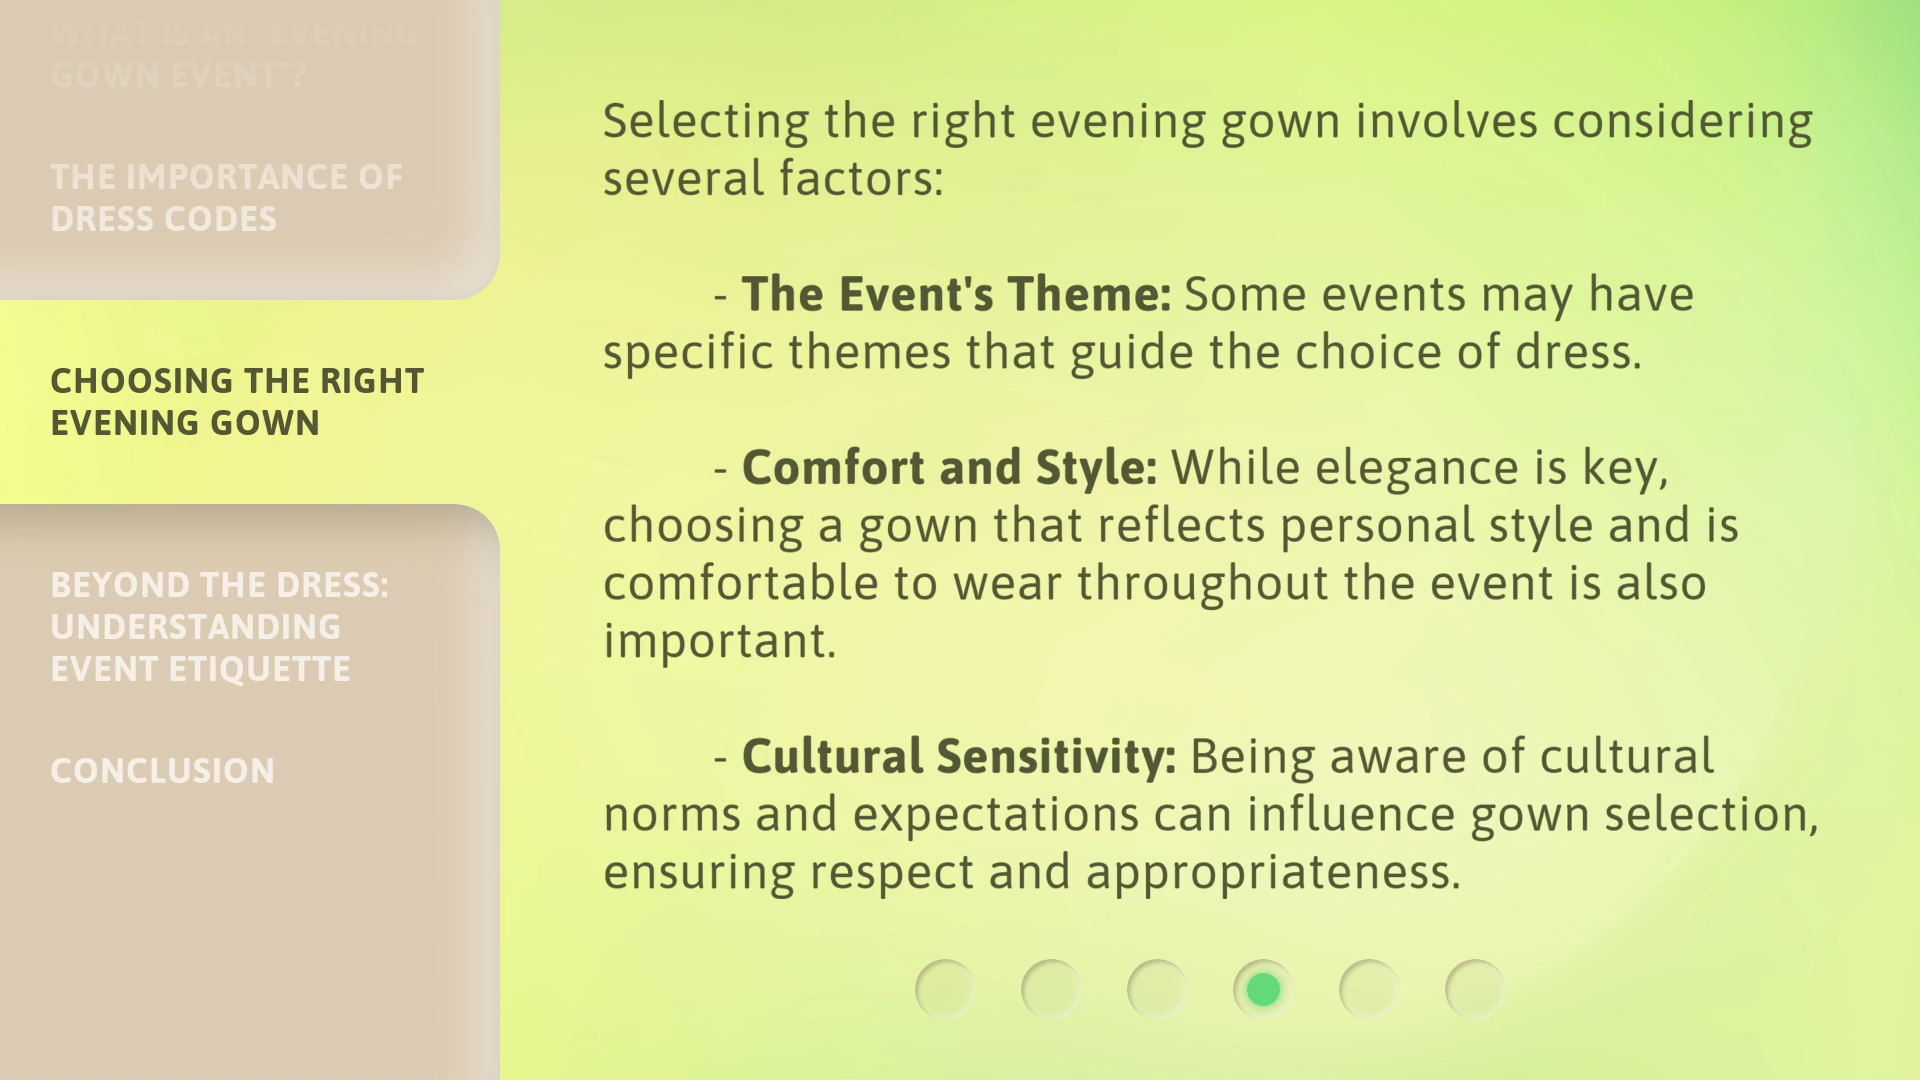 WHAT IS AN "EVENING
GOWN EVENT"?
THE IMPORTANCE OF
DRESS CODES
CHOOSING THE RIGHT
EVENING GOWN
BEYOND THE DRESS:
UNDERSTANDING
EVENT ETIQUETTE
CONCLUSION
Selecting the right evening gown involves considering
several factors:
- The Event's Theme: Some events may have
specific themes that guide the choice of dress.
- Comfort and Style: While elegance is key,
choosing a gown that reflects personal style and is
comfortable to wear throughout the event is also
important.
- Cultural Sensitivity: Being aware of cultural
norms and expectations can influence gown selection,
ensuring respect and appropriateness.